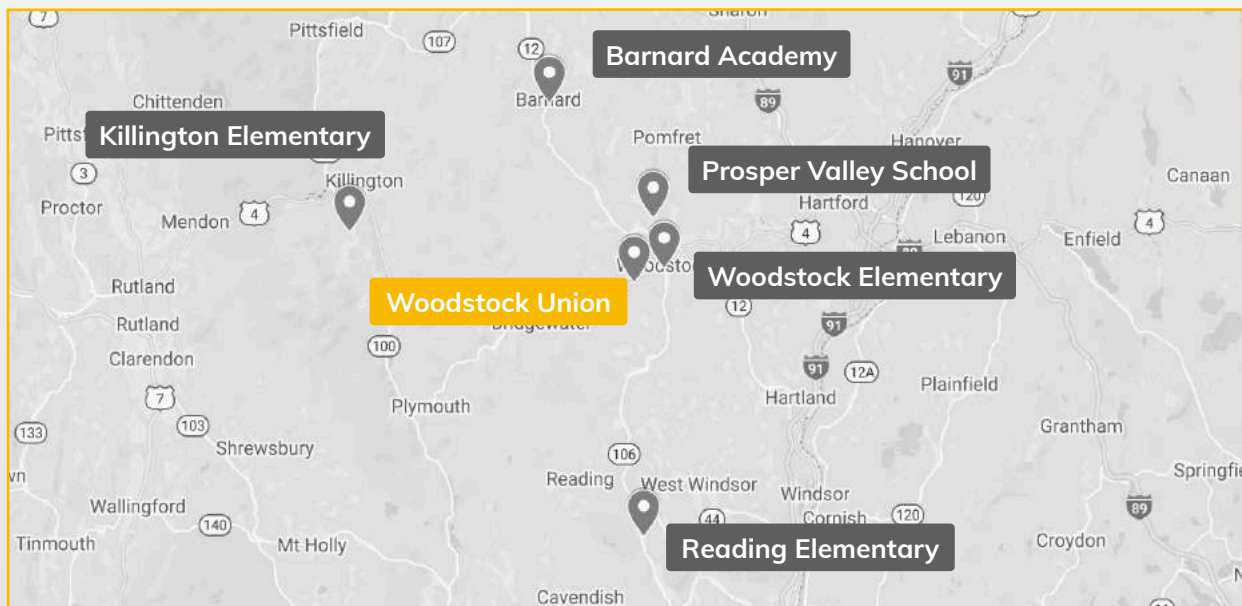 7
Pittsfield
107
12
Barnard Academy
91
Barnard
89
Chittenden
Killington Elementary
Pomfret
Hanover
3
Killington
Prosper Valley School
Canaan
Proctor
Mendon
4
Hartford
120
4
Lebanon
4
Enfield
89
Woodstock Elementary
Rutland
Woodstock Union
12
Bridgewater
Rutland
91
Clarendon
100
91
12A
Plainfield
7
Plymouth
Hartland
103
Grantham
133
Shrewsbury
106
Reading
West Windsor
Windsor
Wallingford
44
Cornish
120
89
140
Tinmouth
Mt Holly
Reading Elementary
Croydon
Cavendish